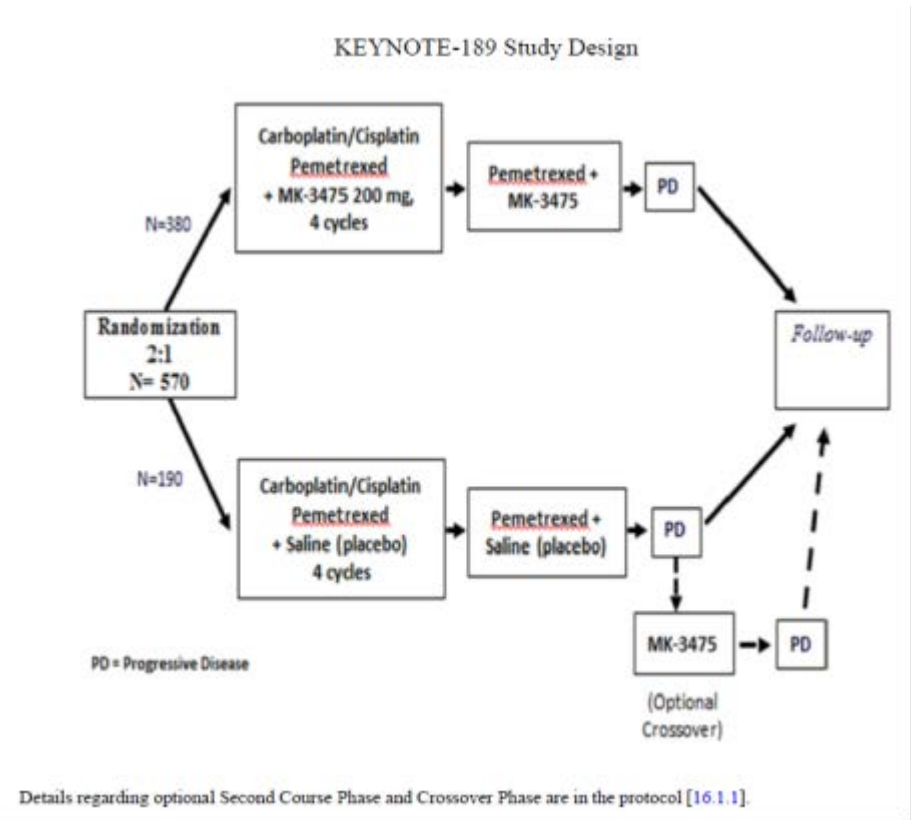 KEYNOTE-189 Study Design
Carboplatin/Cisplatin
Pemetrexed
+ MK-3475 200 mg,
4 cycles
Pemetrexed +
MK-3475
PD
N=380
Randomization
2:1
N= 570
Follow-up
N=190
Carboplatin/Cisplatin
Pemetrexed
+ Saline (placebo)
4 cycles
Pemetrexed +
Saline (placebo)
PD
MK-3475
PD
(Optional
Crossover)
PD = Progressive Disease
Details regarding optional Second Course Phase and Crossover Phase are in the protocol [16.1.1].